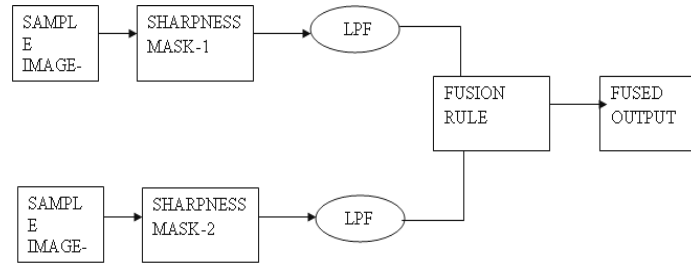 SAMPL
E
IMAGE-
SHARPNESS
MASK-1
LPF
FUSION
RULE
FUSED
OUTPUT
SAMPL
E
IMAGE-
SHARPNESS
MASK-2
LPF